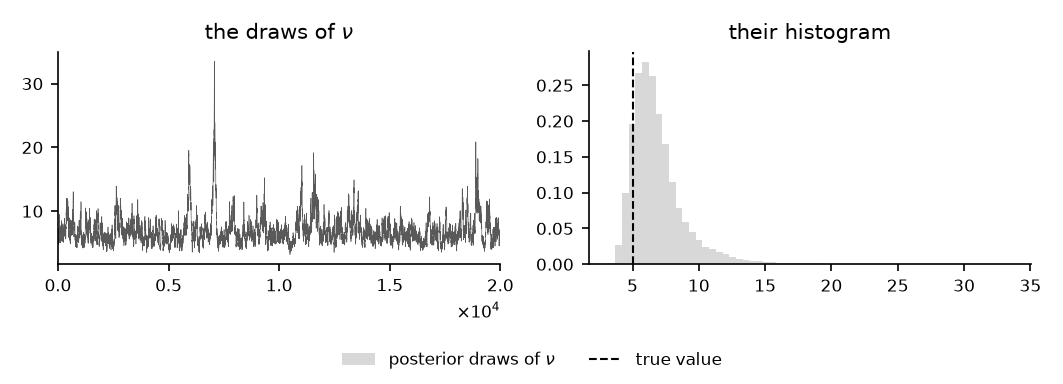 the draws of ν
30
20
10
0.0 0.5 1.0 1.5 2.0
×10⁴
their histogram
0.25
0.20
0.15
0.10
0.05
0.00
5 10 15 20 25 30 35
posterior draws of ν
true value